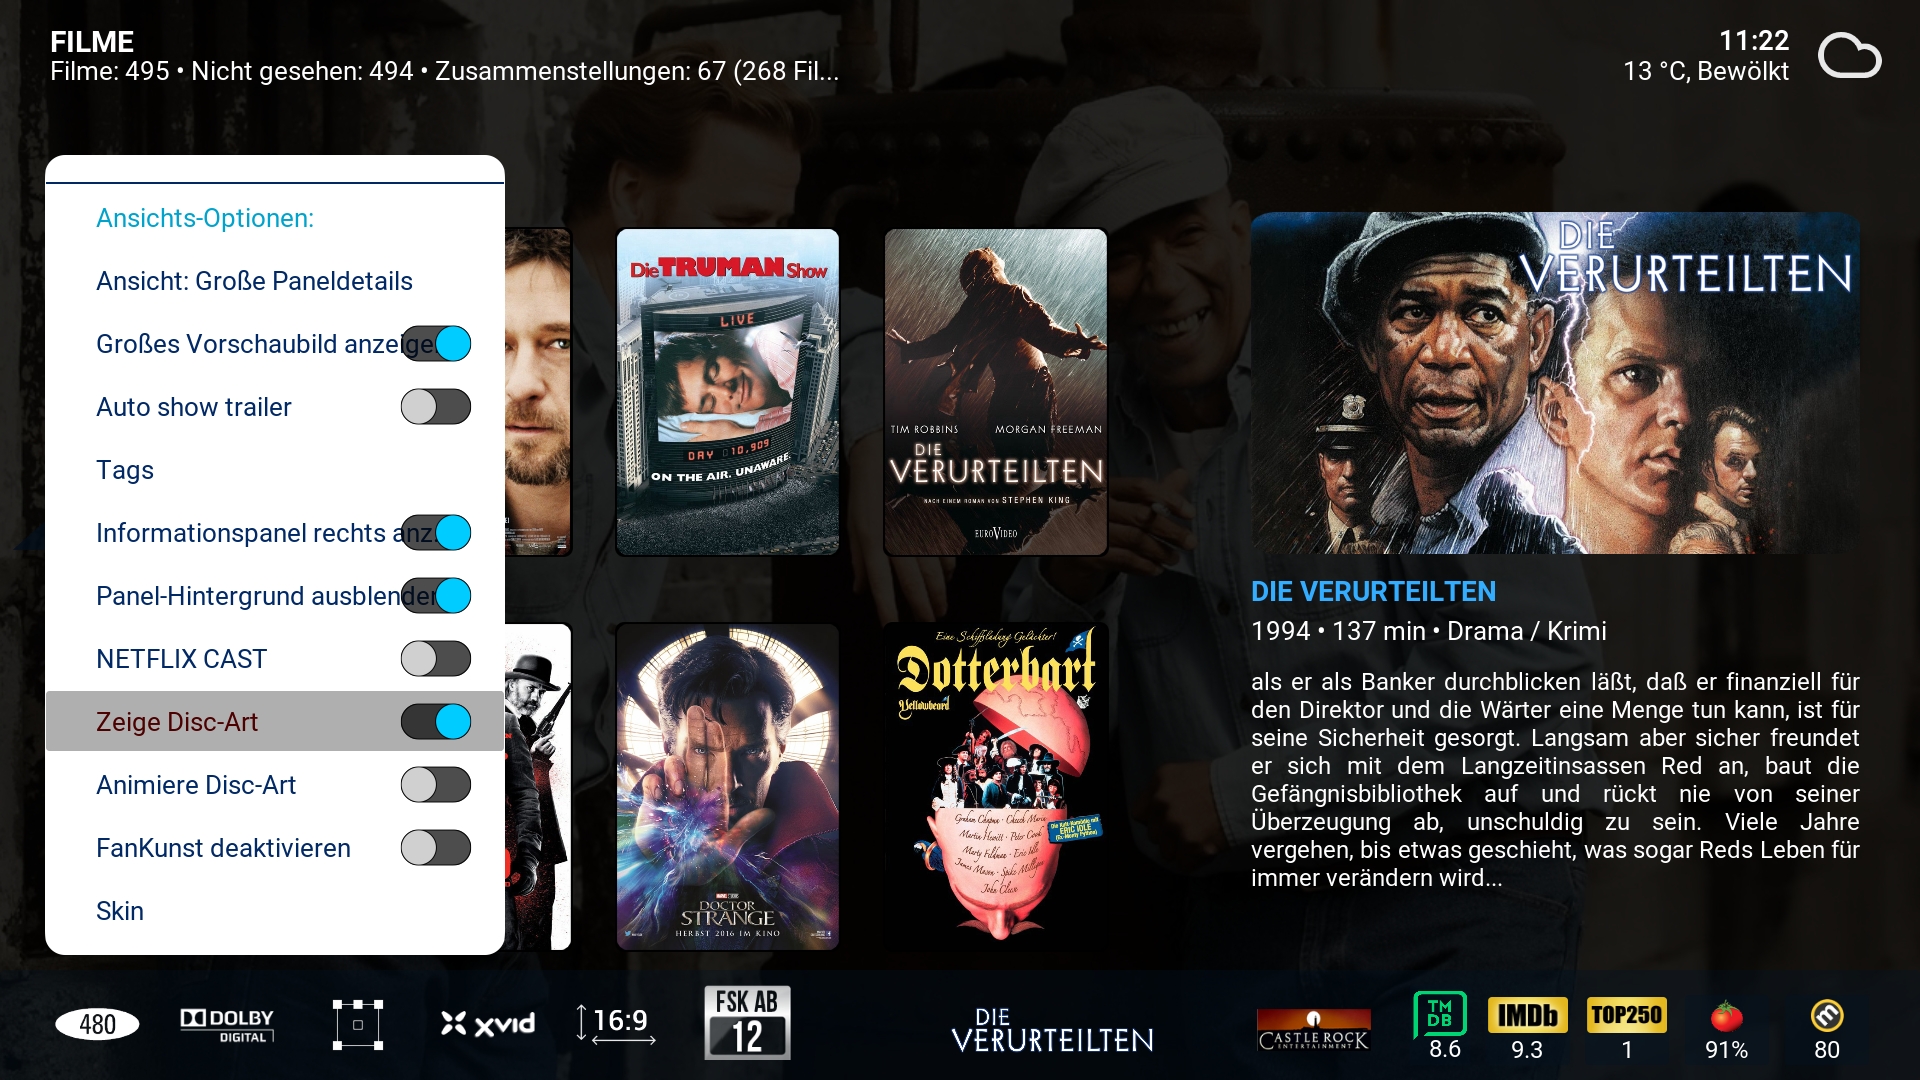 FILME
Filme: 495 • Nicht gesehen: 494 • Zusammenstellungen: 67 (268 Fil...
11:22
13 °C, Bewölkt
Ansichts-Optionen:
Ansicht: Große Paneldetails
Großes Vorschaubild anzeige
Auto show trailer
Tags
Informationspanel rechts anz.
Panel-Hintergrund ausblenden
NETFLIX CAST
Zeige Disc-Art
Animiere Disc-Art
FanKunst deaktivieren
Skin
Die TRUMAN Show
LIVE
DAY 10,909
ON THE AIR. UNAWARE.
TIM ROBBINS MORGAN FREEMAN
DIE
VERURTEILTEN
NACH EINEM ROMAN VON STEPHEN KING
EUROVIDEO
MARVEL STUDIOS
DOCTOR
STRANGE
HERBST 2016 IM KINO
Eine Schiffsladung Gelächter!
Dotterbart
Yellowbeard
Graham Chapman · Cheech Marin
Martin Hewitt · Peter Cook
Marty Feldman · Eric Idle
James Mason · Spike Milligan
John Cleese
Die Kult-Komödie mit
ERIC IDLE
(Ex-Monty Python)
DIE
VERURTEILTEN
DIE VERURTEILTEN
1994 • 137 min • Drama / Krimi
als er als Banker durchblicken läßt, daß er finanziell für
den Direktor und die Wärter eine Menge tun kann, ist für
seine Sicherheit gesorgt. Langsam aber sicher freundet
er sich mit dem Langzeitinsassen Red an, baut die
Gefängnisbibliothek auf und rückt nie von seiner
Überzeugung ab, unschuldig zu sein. Viele Jahre
vergehen, bis etwas geschieht, was sogar Reds Leben für
immer verändern wird...
480
DOLBY
DIGITAL
xvid
16:9
FSK AB
12
DIE
VERURTEILTEN
CASTLE ROCK
ENTERTAINMENT
TM
DB
8.6
IMDb
9.3
TOP250
1
91%
m
80